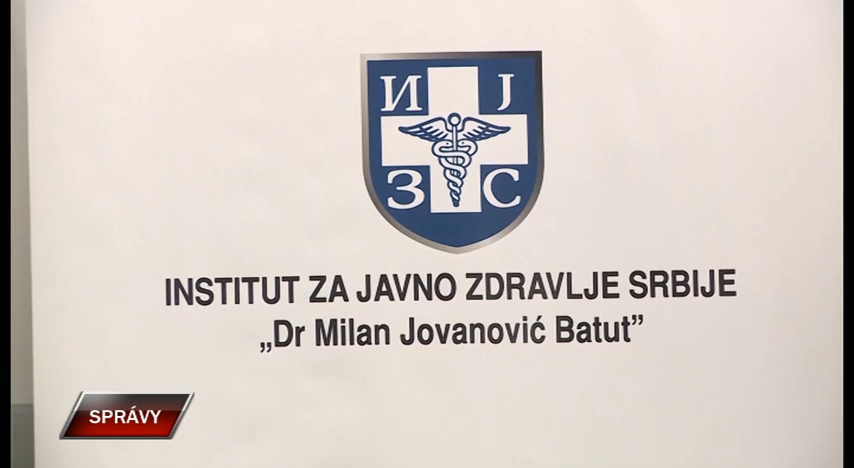 И Ј
З С
INSTITUT ZA JAVNO ZDRAVLJE SRBIJE
„Dr Milan Jovanović Batut”
SPRÁVY